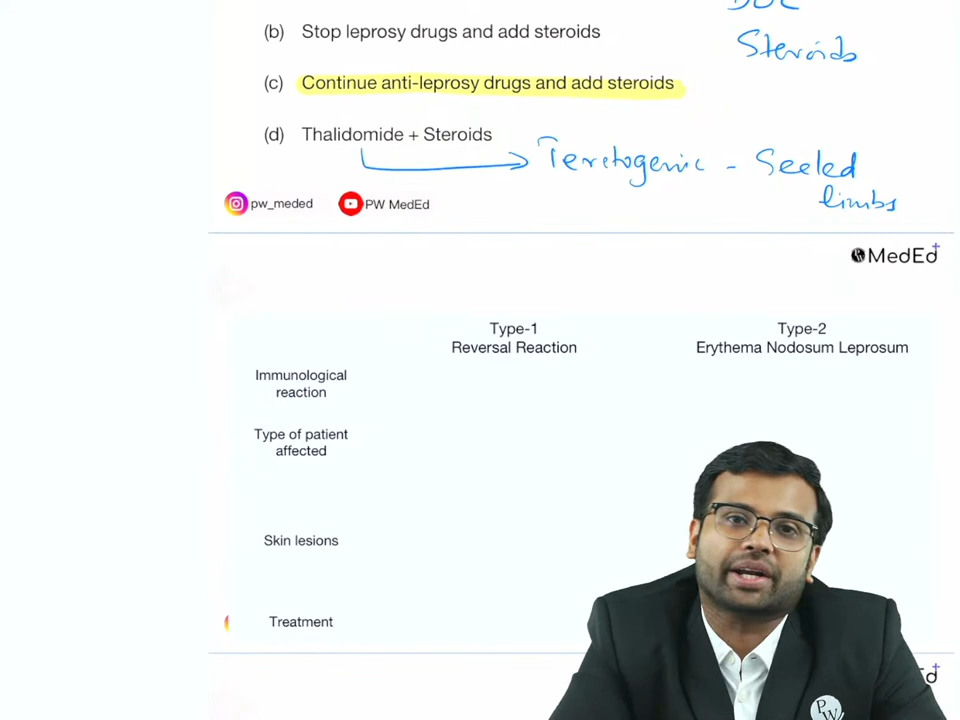 Steroids
(b) Stop leprosy drugs and add steroids
(c) Continue anti-leprosy drugs and add steroids
(d) Thalidomide + Steroids
Teretogenic - Seeled
limbs
pw_meded PW MedEd
MedEd
Type-1 Type-2
Reversal Reaction Erythema Nodosum Leprosum
Immunological
reaction
Type of patient
affected
Skin lesions
Treatment
PW